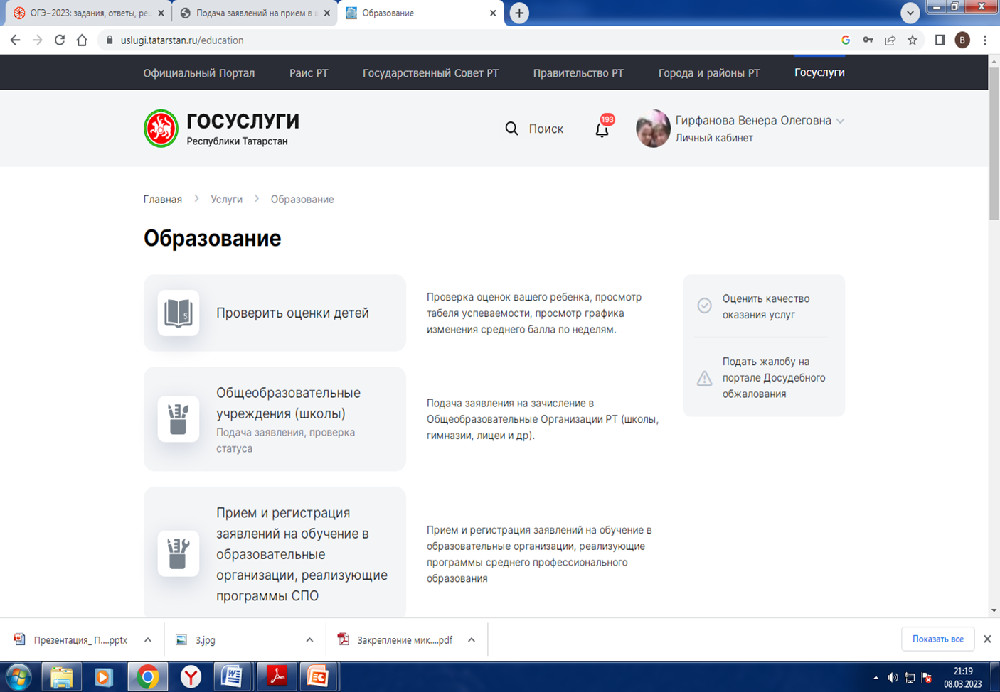 ОГЭ–2023: задания, ответы, ре
Подача заявлений на прием в ш
Образование
uslugi.tatarstan.ru/education
В
Официальный Портал
Раис РТ
Государственный Совет РТ
Правительство РТ
Города и районы РТ
Госуслуги
ГОСУСЛУГИ
Республики Татарстан
Поиск
193
Гирфанова Венера Олеговна
Личный кабинет
Главная
Услуги
Образование
Образование
5
Проверить оценки детей
Проверка оценок вашего ребенка, просмотр
табеля успеваемости, просмотр графика
изменения среднего балла по неделям.
Оценить качество
оказания услуг
Подать жалобу на
портале Досудебного
обжалования
Общеобразовательные
учреждения (школы)
Подача заявления, проверка
статуса
Подача заявления на зачисление в
Общеобразовательные Организации РТ (школы,
гимназии, лицеи и др).
Прием и регистрация
заявлений на обучение в
образовательные
организации, реализующие
программы СПО
Прием и регистрация заявлений на обучение в
образовательные организации, реализующие
программы среднего профессионального
образования
Презентация_ П....pptx
3.jpg
Закрепление мик....pdf
Показать все
21:19
08.03.2023